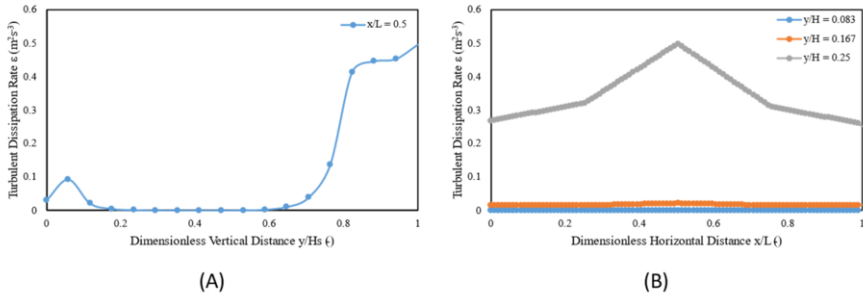 0.6
0.5
0.4
0.3
0.2
0.1
0
Turbulent Dissipation Rate ε (m²s⁻³)
x/L = 0.5
0 0.2 0.4 0.6 0.8 1
Dimensionless Vertical Distance y/Hs (-)
(A)
0.6
0.5
0.4
0.3
0.2
0.1
0
Turbulent Dissipation Rate ε (m²s⁻³)
y/H = 0.083
y/H = 0.167
y/H = 0.25
0 0.2 0.4 0.6 0.8 1
Dimensionless Horizontal Distance x/L (-)
(B)